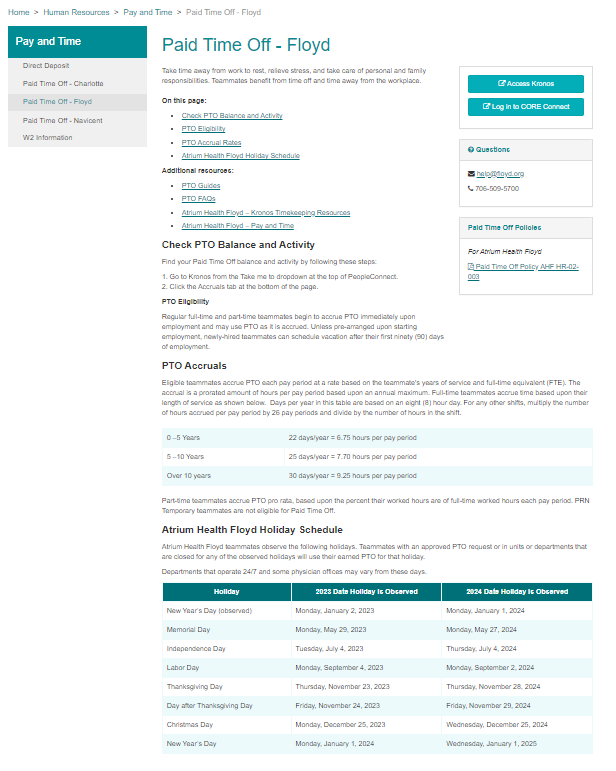 Home > Human Resources > Pay and Time > Paid Time Off - Floyd
Pay and Time
Direct Deposit
Paid Time Off - Charlotte
Paid Time Off - Floyd
Paid Time Off - Navicent
W2 Information
Paid Time Off - Floyd
Take time away from work to rest, relieve stress, and take care of personal and family
responsibilities. Teammates benefit from time off and time away from the workplace.
On this page:
Check PTO Balance and Activity
PTO Eligibility
PTO Accrual Rates
Atrium Health Floyd Holiday Schedule
Additional resources:
PTO Guides
PTO FAQs
Atrium Health Floyd – Kronos Timekeeping Resources
Atrium Health Floyd – Pay and Time
Access Kronos
Log in to CORE Connect
Questions
help@floyd.org
706-509-5700
Paid Time Off Policies
For Atrium Health Floyd
Paid Time Off Policy AHF HR-02-
003
Check PTO Balance and Activity
Find your Paid Time Off balance and activity by following these steps:
1. Go to Kronos from the Take me to dropdown at the top of PeopleConnect.
2. Click the Accruals tab at the bottom of the page.
PTO Eligibility
Regular full-time and part-time teammates begin to accrue PTO immediately upon
employment and may use PTO as it is accrued. Unless pre-arranged upon starting
employment, newly-hired teammates can schedule vacation after their first ninety (90) days
of employment.
PTO Accruals
Eligible teammates accrue PTO each pay period at a rate based on the teammate's years of service and full-time equivalent (FTE). The
accrual is a prorated amount of hours per pay period based upon an annual maximum. Full-time teammates accrue time based upon their
length of service as shown below. Days per year in this table are based on an eight (8) hour day. For any other shifts, multiply the number
of hours accrued per pay period by 26 pay periods and divide by the number of hours in the shift.
0 –5 Years 22 days/year = 6.75 hours per pay period
5 –10 Years 25 days/year = 7.70 hours per pay period
Over 10 years 30 days/year = 9.25 hours per pay period
Part-time teammates accrue PTO pro rata, based upon the percent their worked hours are of full-time worked hours each pay period. PRN
Temporary teammates are not eligible for Paid Time Off.
Atrium Health Floyd Holiday Schedule
Atrium Health Floyd teammates observe the following holidays. Teammates with an approved PTO request or in units or departments that
are closed for any of the observed holidays will use their earned PTO for that holiday.
Departments that operate 24/7 and some physician offices may vary from these days.
Holiday 2023 Date Holiday is Observed 2024 Date Holiday is Observed
New Year's Day (observed) Monday, January 2, 2023 Monday, January 1, 2024
Memorial Day Monday, May 29, 2023 Monday, May 27, 2024
Independence Day Tuesday, July 4, 2023 Thursday, July 4, 2024
Labor Day Monday, September 4, 2023 Monday, September 2, 2024
Thanksgiving Day Thursday, November 23, 2023 Thursday, November 28, 2024
Day after Thanksgiving Day Friday, November 24, 2023 Friday, November 29, 2024
Christmas Day Monday, December 25, 2023 Wednesday, December 25, 2024
New Year's Day Monday, January 1, 2024 Wednesday, January 1, 2025